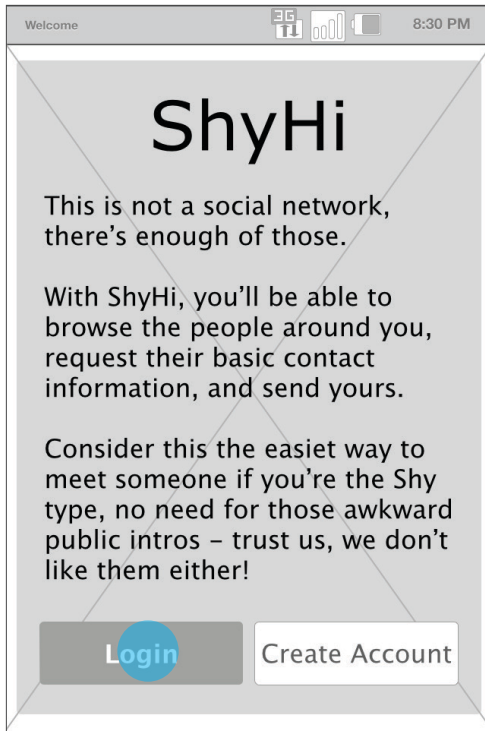 Welcome
3G
8:30 PM
ShyHi
This is not a social network,
there’s enough of those.
With ShyHi, you’ll be able to
browse the people around you,
request their basic contact
information, and send yours.
Consider this the easiet way to
meet someone if you’re the Shy
type, no need for those awkward
public intros – trust us, we don’t
like them either!
Login
Create Account